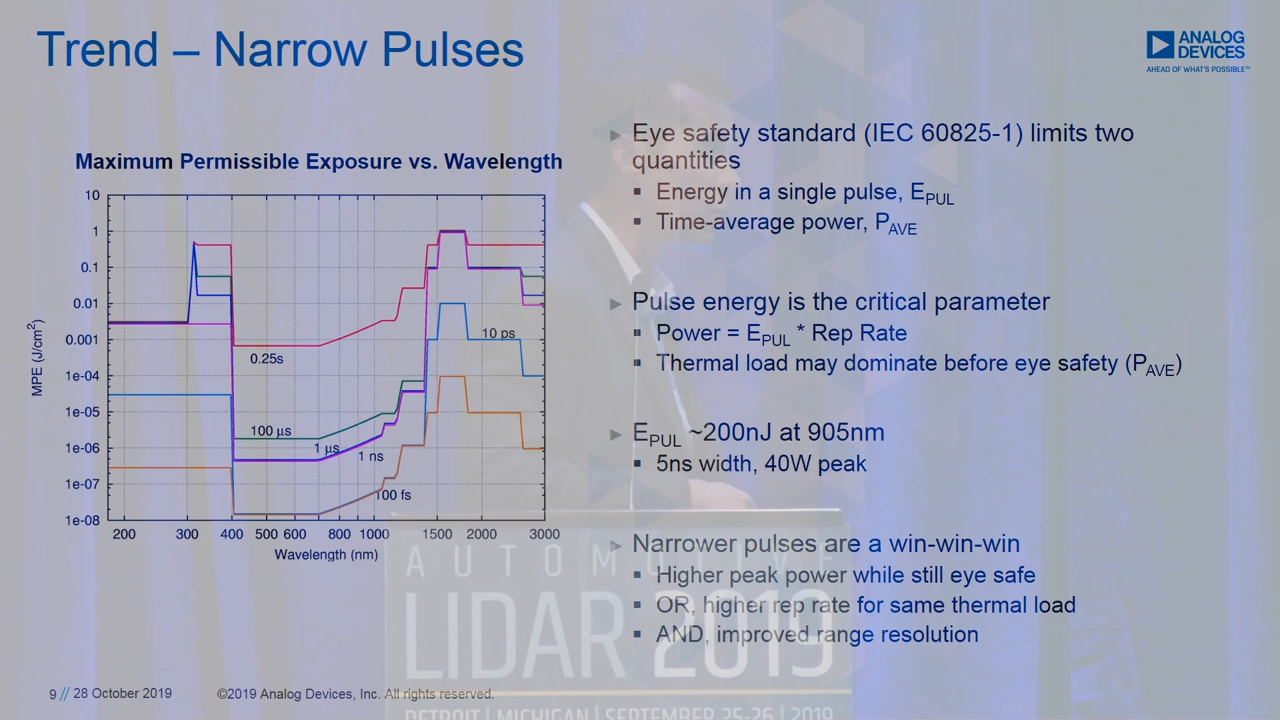 Trend – Narrow Pulses
ANALOG
DEVICES
AHEAD OF WHAT'S POSSIBLE™
Maximum Permissible Exposure vs. Wavelength
10
1
0.1
0.01
0.001
1e-04
1e-05
1e-06
1e-07
1e-08
MPE (J/cm²)
0.25s
100 µs
1 µs
1 ns
100 fs
10 ps
200 300 400 500 600 800 1000 1500 2000 3000
Wavelength (nm)
Eye safety standard (IEC 60825-1) limits two
quantities
Energy in a single pulse, EPUL
Time-average power, PAVE
Pulse energy is the critical parameter
Power = EPUL * Rep Rate
Thermal load may dominate before eye safety (PAVE)
EPUL ~200nJ at 905nm
5ns width, 40W peak
Narrower pulses are a win-win-win
Higher peak power while still eye safe
OR, higher rep rate for same thermal load
AND, improved range resolution
AUTOMOTIVE
LIDAR 2019
DETROIT | MICHIGAN | SEPTEMBER 25-26 | 2019
9 // 28 October 2019 ©2019 Analog Devices, Inc. All rights reserved.